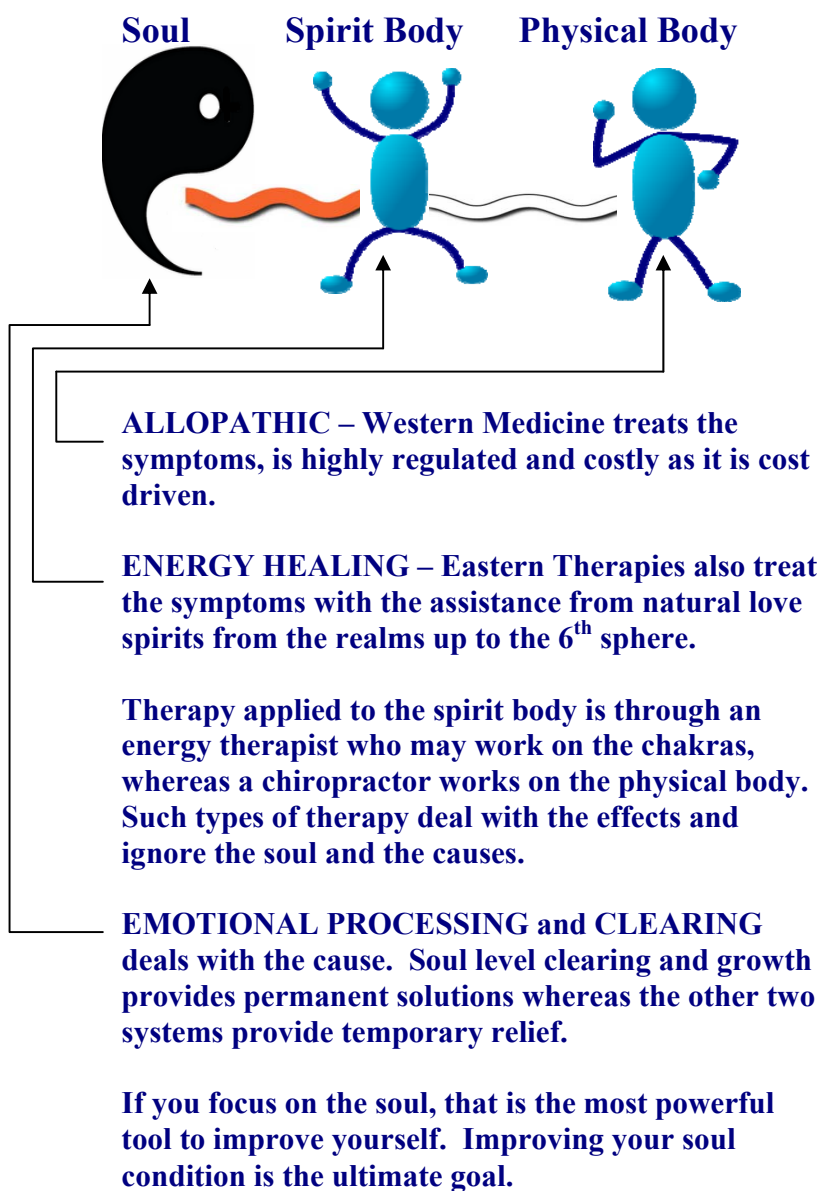 Soul Spirit Body Physical Body
ALLOPATHIC – Western Medicine treats the
symptoms, is highly regulated and costly as it is cost
driven.
ENERGY HEALING – Eastern Therapies also treat
the symptoms with the assistance from natural love
spirits from the realms up to the 6th sphere.
Therapy applied to the spirit body is through an
energy therapist who may work on the chakras,
whereas a chiropractor works on the physical body.
Such types of therapy deal with the effects and
ignore the soul and the causes.
EMOTIONAL PROCESSING and CLEARING
deals with the cause.  Soul level clearing and growth
provides permanent solutions whereas the other two
systems provide temporary relief.
If you focus on the soul, that is the most powerful
tool to improve yourself.  Improving your soul
condition is the ultimate goal.